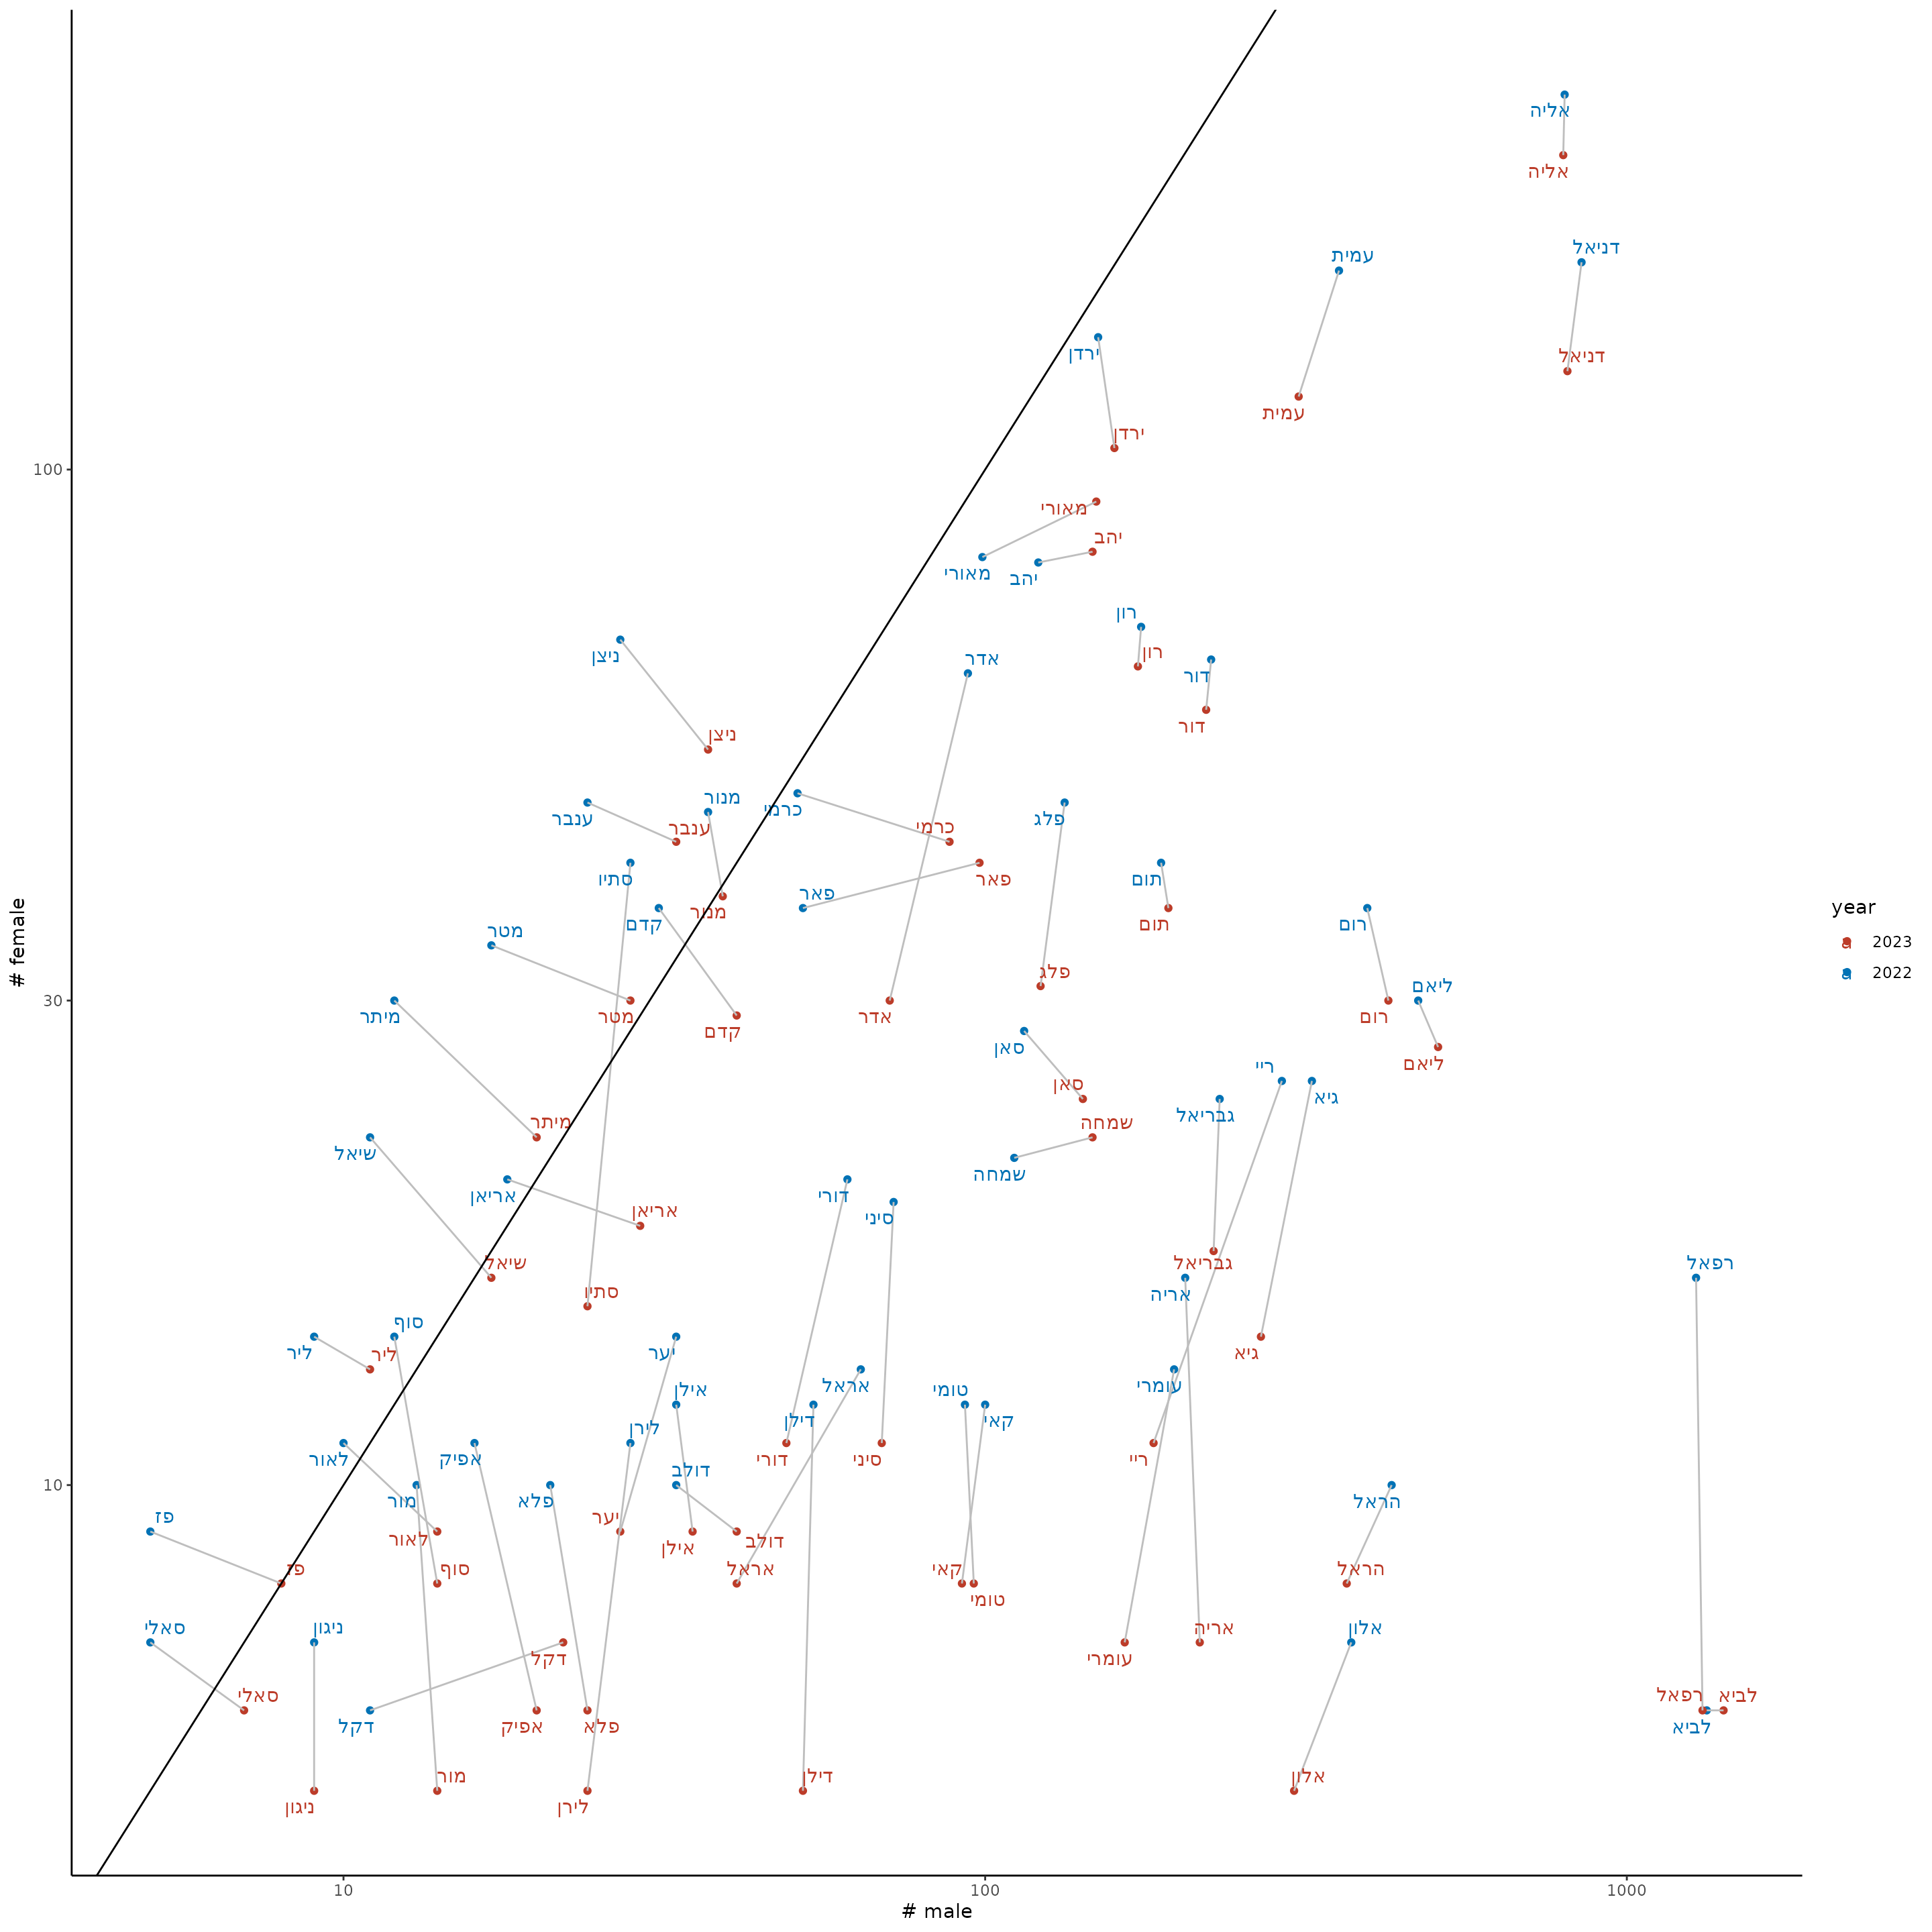 אליה
אליה
דניאל
עמית
ירדן
דניאל
עמית
ירדן
100
מאורי
יהב
מאורי
יהב
רון
ניצן
רון
אדר
דור
דור
ניצן
מנור
כרמי
ענבר
ענבר
כרמי
פלג
סתיו
פאר
תום
פאר
מנור
קדם
תום
רום
year
מטר
2023
2022
# female
פלג
ליאם
30
מיתר
מטר
קדם
אדר
רום
סאן
ליאם
ריי
סאן
גיא
גבריאל
מיתר
שמחה
שיאל
שמחה
אריאן
דורי
אריאן
סיני
שיאל
גבריאל
רפאל
סתיו
אריה
סוף
ליר
ליר
יער
גיא
אילן
אראל
עומרי
טומי
דילן
קאי
לירן
לאור
אפיק
דורי
סיני
ריי
דולב
10
מור
פלא
הראל
פז
יער
לאור
אילן
דולב
פז
סוף
אראל
קאי
הראל
טומי
סאלי
ניגון
אריה
אלון
דקל
עומרי
סאלי
רפאל
לביא
דקל
אפיק
פלא
לביא
מור
דילן
אלון
ניגון
לירן
10
100
1000
# male